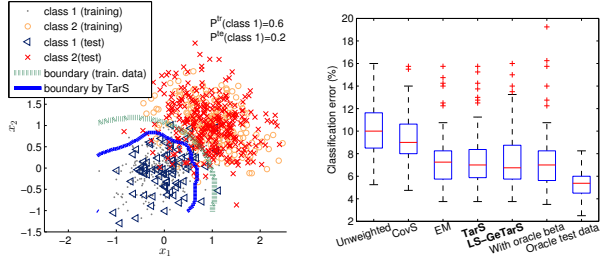 class 1 (training)
class 2 (training)
class 1 (test)
class 2(test)
boundary (train. data)
boundary by TarS
P^tr(class 1)=0.6
P^te(class 1)=0.2
1.5
1
0.5
0
-0.5
-1
-1.5
x_2
-2
-1
0
1
2
x_1
20
18
16
14
12
10
8
6
4
2
Classification error (%)
Unweighted
CovS
EM
TarS
LS-GeTarS
With oracle beta
Oracle test data